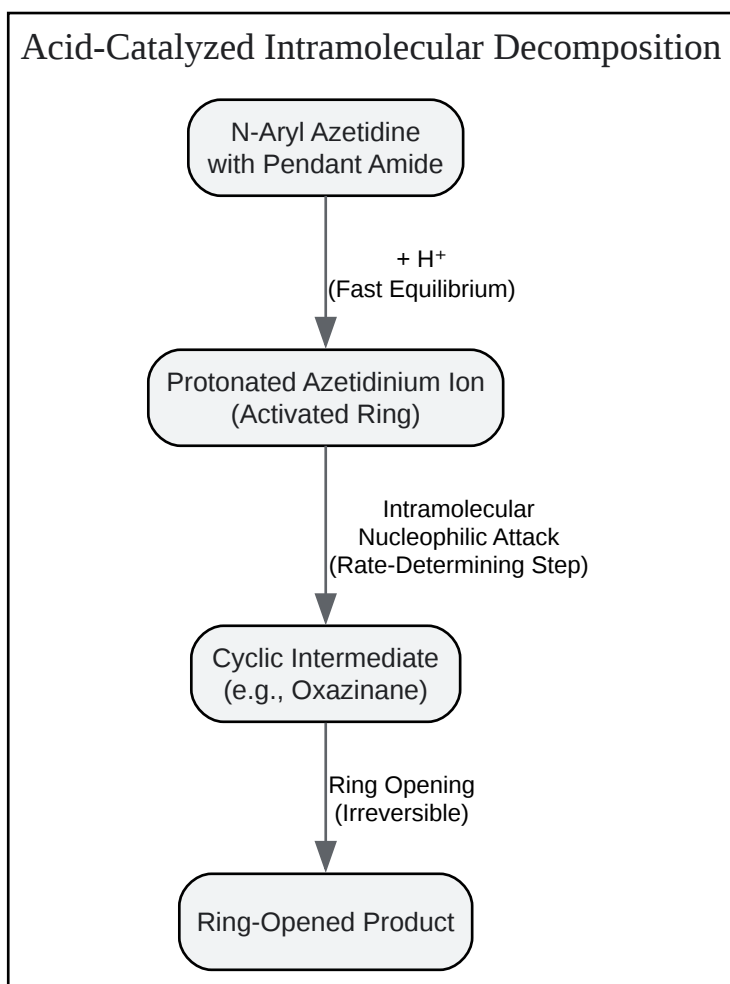 Acid-Catalyzed Intramolecular Decomposition
N-Aryl Azetidine
with Pendant Amide
+ H⁺
(Fast Equilibrium)
Protonated Azetidinium Ion
(Activated Ring)
Intramolecular
Nucleophilic Attack
(Rate-Determining Step)
Cyclic Intermediate
(e.g., Oxazinane)
Ring Opening
(Irreversible)
Ring-Opened Product